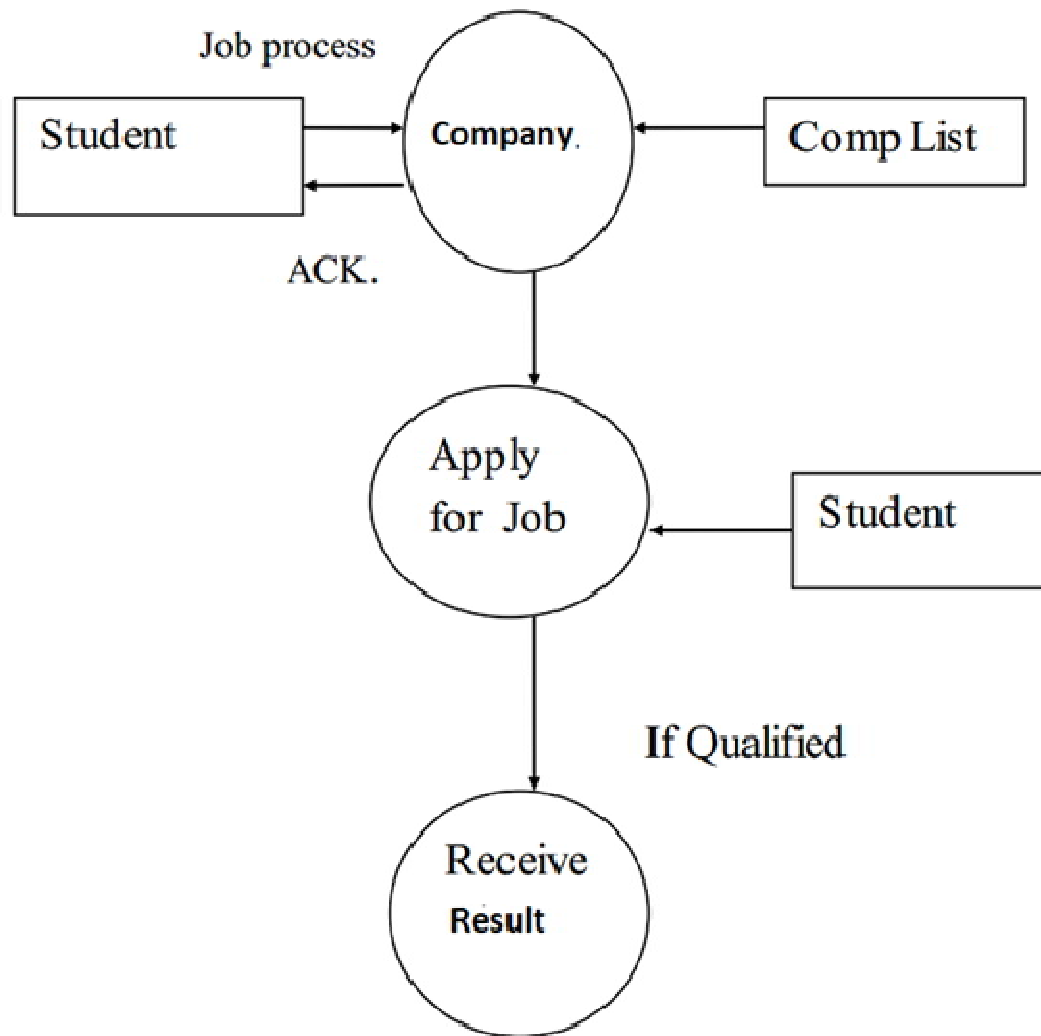 Job process
Student
Company.
Comp List
ACK.
Apply
for Job
Student
If Qualified
Receive
Result